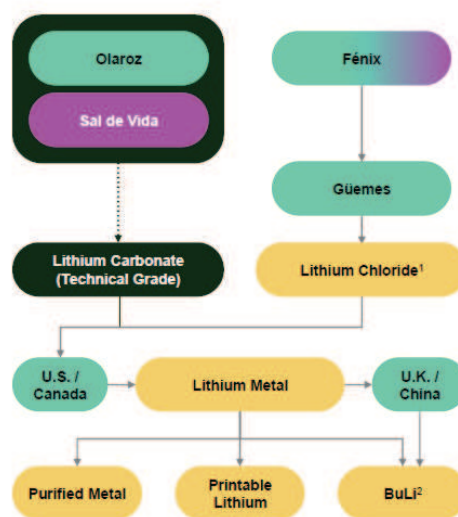 Olaroz
Fénix
Sal de Vida
Güimes
Lithium Carbonate
(Technical Grade)
Lithium Chloride¹
U.S. /
Canada
Lithium Metal
U.K. /
China
Purified Metal
Printable
Lithium
BuLi²